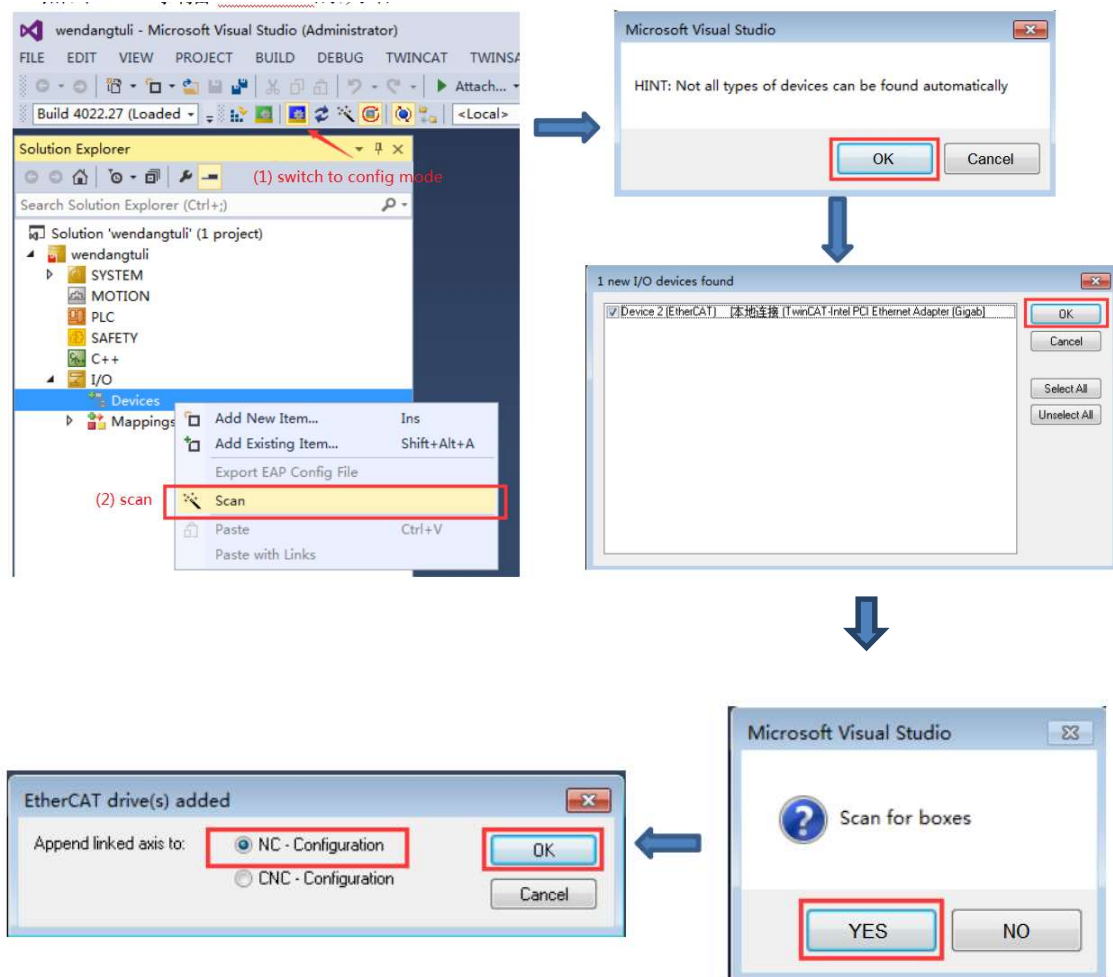 wendangtuli - Microsoft Visual Studio (Administrator)
FILE EDIT VIEW PROJECT BUILD DEBUG TWINCAT TWINSA
Attach...
Build 4022.27 (Loaded
<Local>
Solution Explorer
(1) switch to config mode
Search Solution Explorer (Ctrl+;)
Solution 'wendangtuli' (1 project)
wendangtuli
SYSTEM
MOTION
PLC
SAFETY
C++
I/O
Devices
Mappings
Add New Item... Ins
Add Existing Item... Shift+Alt+A
Export EAP Config File
(2) scan
Scan
Paste Ctrl+V
Paste with Links
Microsoft Visual Studio
HINT: Not all types of devices can be found automatically
OK Cancel
1 new I/O devices found
Device 2 (EtherCAT) [本地连接 (TwinCAT-Intel PCI Ethernet Adapter (Gigab]
OK
Cancel
Select All
Unselect All
Microsoft Visual Studio
Scan for boxes
YES NO
EtherCAT drive(s) added
Append linked axis to: NC - Configuration
OK
CNC - Configuration
Cancel